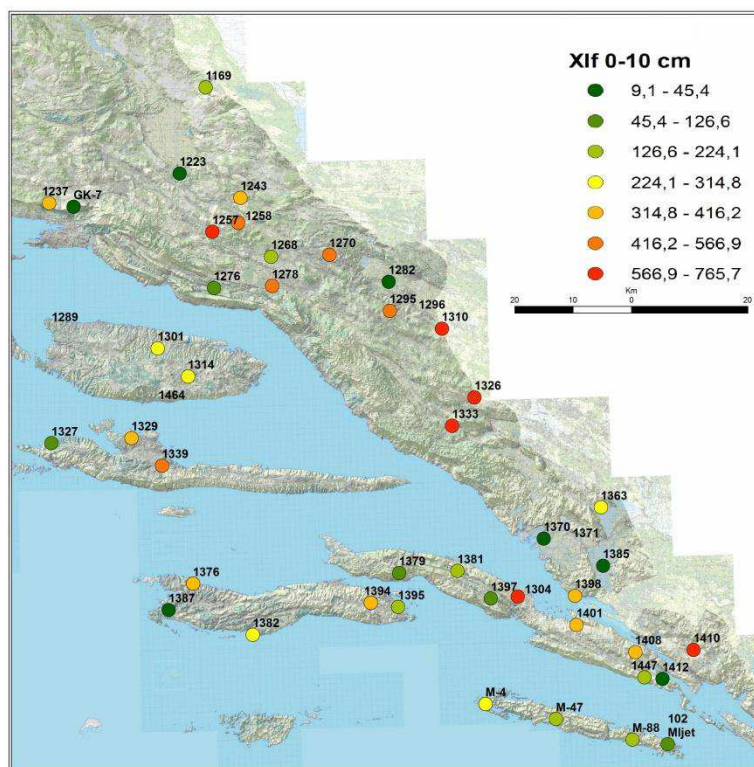 Xlf 0-10 cm
9,1 - 45,4
45,4 - 126,6
126,6 - 224,1
224,1 - 314,8
314,8 - 416,2
416,2 - 566,9
566,9 - 765,7
Km
20 10 0 20
1169
1223
1237
GK-7
1243
1257
1258
1268
1270
1276
1278
1282
1295
1296
1310
1289
1301
1314
1464
1326
1333
1327
1329
1339
1363
1370
1371
1385
1376
1379
1381
1387
1394
1395
1397
1304
1398
1382
1401
1408
1410
1447
1412
M-4
M-47
M-88
102
Mljet